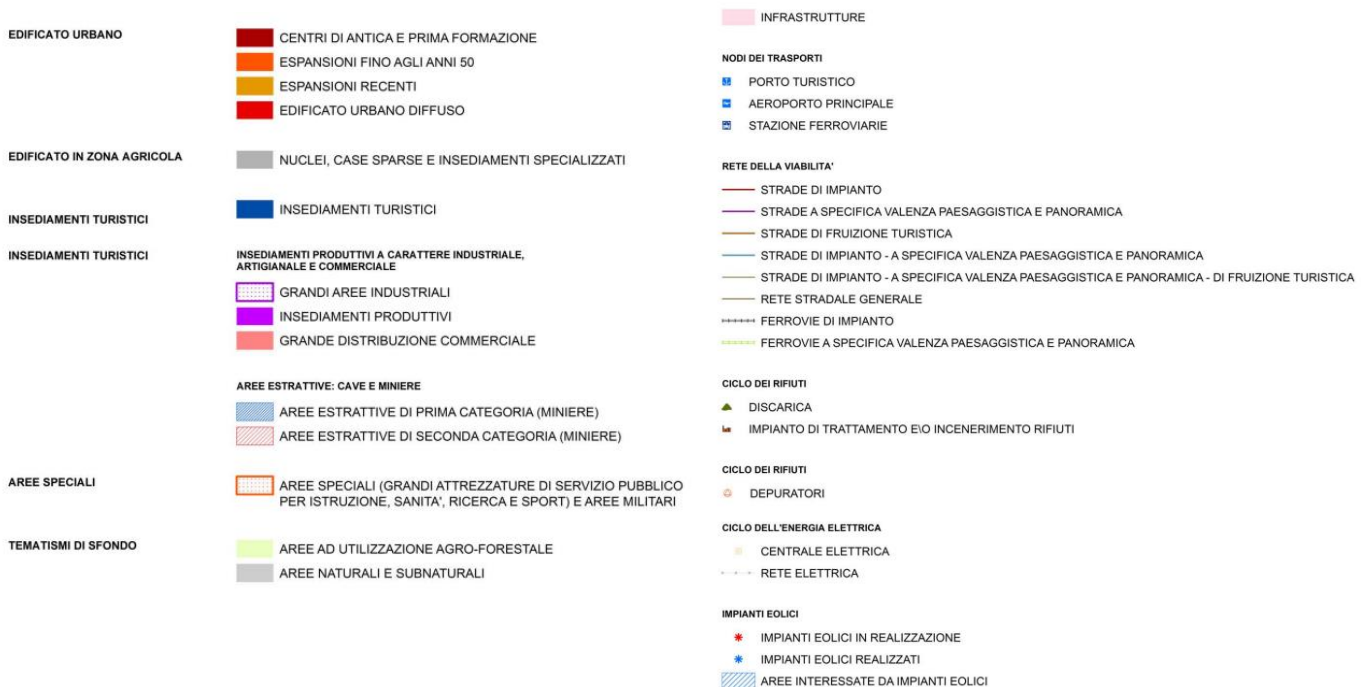 EDIFICATO URBANO
CENTRI DI ANTICA E PRIMA FORMAZIONE
ESPANSIONI FINO AGLI ANNI 50
ESPANSIONI RECENTI
EDIFICATO URBANO DIFFUSO
EDIFICATO IN ZONA AGRICOLA
NUCLEI, CASE SPARSE E INSEDIAMENTI SPECIALIZZATI
INSEDIAMENTI TURISTICI
INSEDIAMENTI TURISTICI
INSEDIAMENTI TURISTICI
INSEDIAMENTI PRODUTTIVI A CARATTERE INDUSTRIALE,
ARTIGIANALE E COMMERCIALE
GRANDI AREE INDUSTRIALI
INSEDIAMENTI PRODUTTIVI
GRANDE DISTRIBUZIONE COMMERCIALE
AREE ESTRATTIVE: CAVE E MINIERE
AREE ESTRATTIVE DI PRIMA CATEGORIA (MINIERE)
AREE ESTRATTIVE DI SECONDA CATEGORIA (MINIERE)
AREE SPECIALI
AREE SPECIALI (GRANDI ATTREZZATURE DI SERVIZIO PUBBLICO
PER ISTRUZIONE, SANITA', RICERCA E SPORT) E AREE MILITARI
TEMATISMI DI SFONDO
AREE AD UTILIZZAZIONE AGRO-FORESTALE
AREE NATURALI E SUBNATURALI
INFRASTRUTTURE
NODI DEI TRASPORTI
PORTO TURISTICO
AEROPORTO PRINCIPALE
STAZIONE FERROVIARIE
RETE DELLA VIABILITA'
STRADE DI IMPIANTO
STRADE A SPECIFICA VALENZA PAESAGGISTICA E PANORAMICA
STRADE DI FRUIZIONE TURISTICA
STRADE DI IMPIANTO - A SPECIFICA VALENZA PAESAGGISTICA E PANORAMICA
STRADE DI IMPIANTO - A SPECIFICA VALENZA PAESAGGISTICA E PANORAMICA - DI FRUIZIONE TURISTICA
RETE STRADALE GENERALE
FERROVIE DI IMPIANTO
FERROVIE A SPECIFICA VALENZA PAESAGGISTICA E PANORAMICA
CICLO DEI RIFIUTI
DISCARICA
IMPIANTO DI TRATTAMENTO E\O INCENERIMENTO RIFIUTI
CICLO DEI RIFIUTI
DEPURATORI
CICLO DELL'ENERGIA ELETTRICA
CENTRALE ELETTRICA
RETE ELETTRICA
IMPIANTI EOLICI
IMPIANTI EOLICI IN REALIZZAZIONE
IMPIANTI EOLICI REALIZZATI
AREE INTERESSATE DA IMPIANTI EOLICI